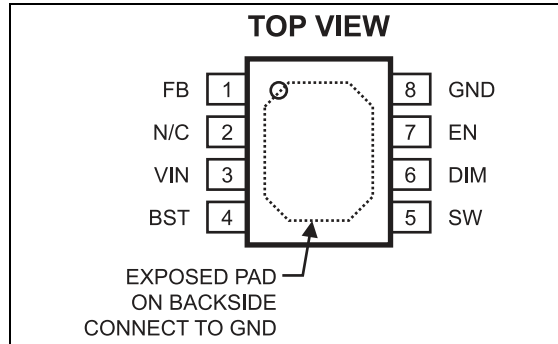 TOP VIEW
FB 1 8 GND
N/C 2 7 EN
VIN 3 6 DIM
BST 4 5 SW
EXPOSED PAD
ON BACKSIDE
CONNECT TO GND